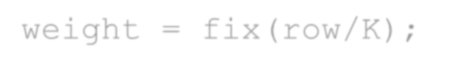 weight = fix(row/K);